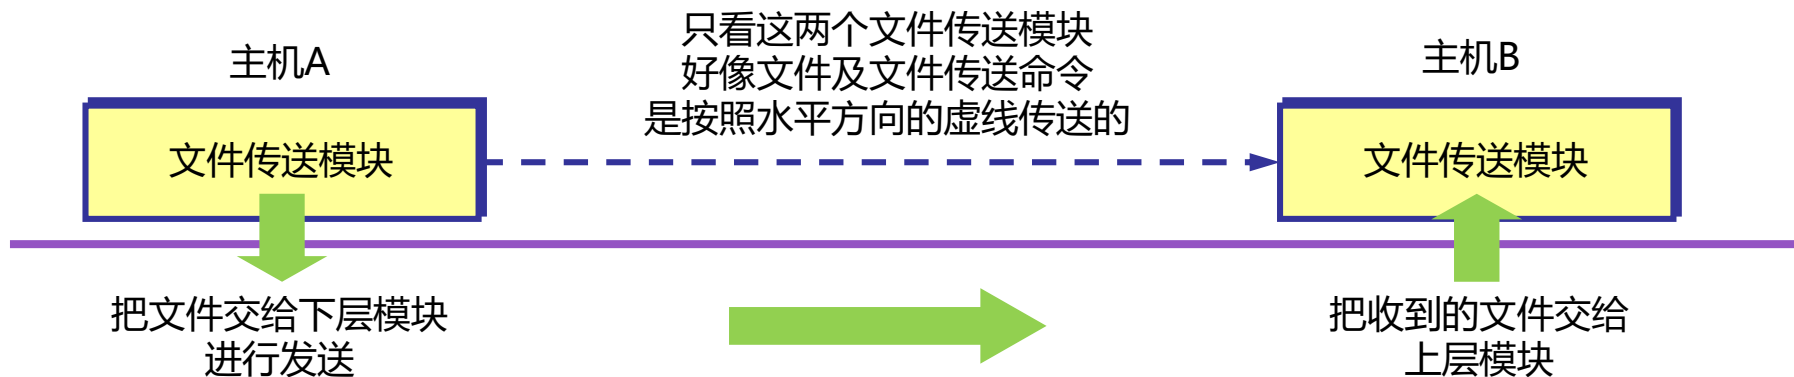 主机A
只看这两个文件传送模块
好像文件及文件传送命令
是按照水平方向的虚线传送的
主机B
文件传送模块
文件传送模块
把文件交给下层模块
进行发送
把收到的文件交给
上层模块